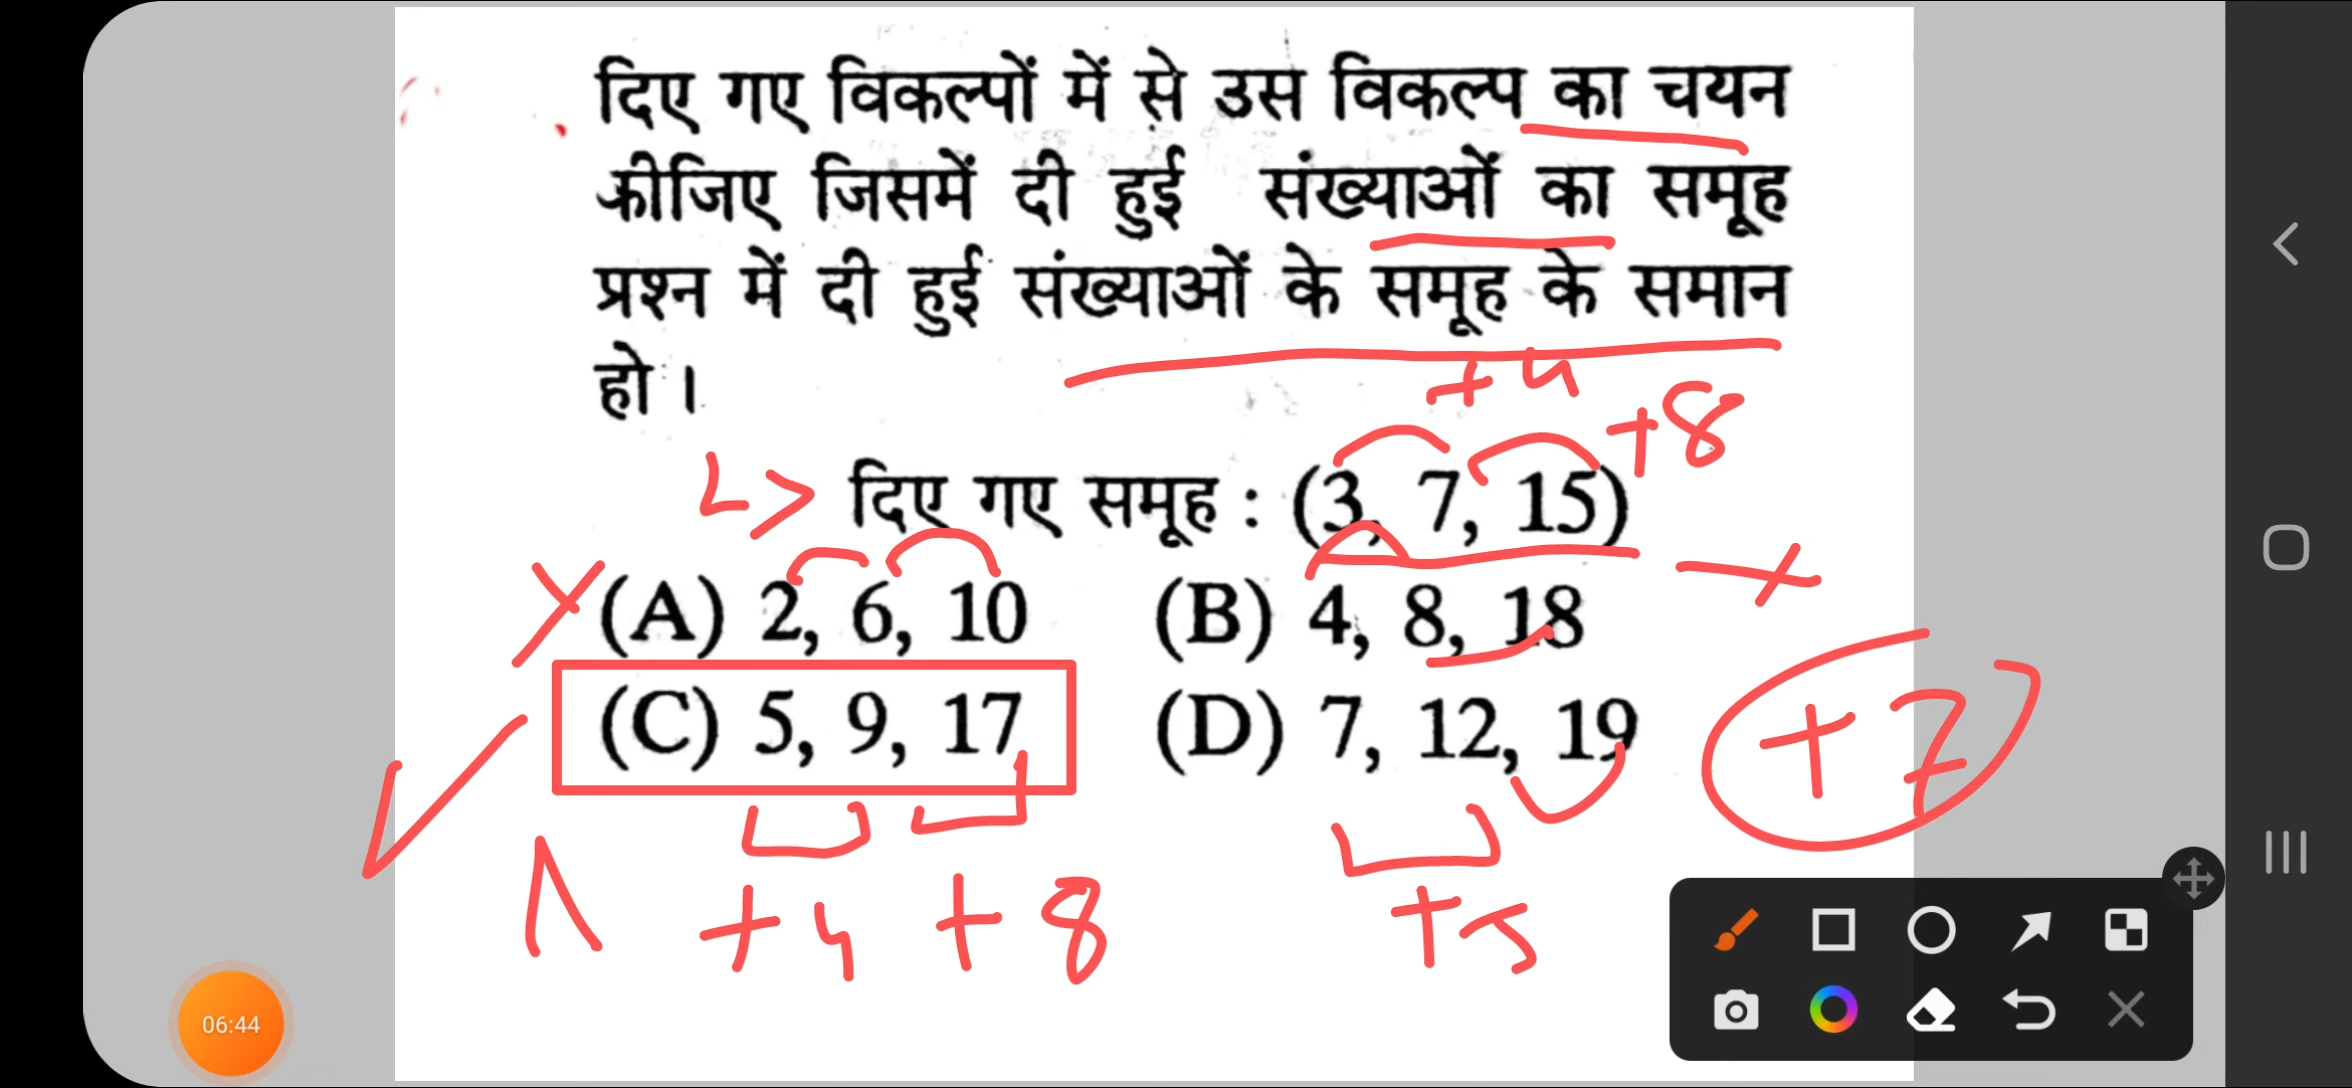 दिए गए विकल्पों में से उस विकल्प का चयन
कीजिए जिसमें दी हुई संख्याओं का समूह
प्रश्न में दी हुई संख्याओं के समूह के समान
हो।
+4 +8
दिए गए समूह : (3, 7, 15)
(A) 2, 6, 10 (B) 4, 8, 18
(C) 5, 9, 17 (D) 7, 12, 19 +7
+4 +8 +5
06:44